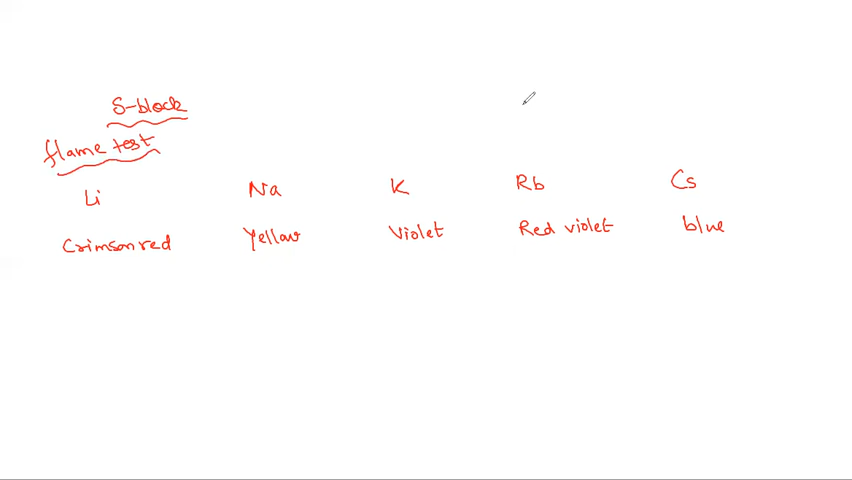 S-block
flame test
Li Na K Rb Cs
Crimson red Yellow Violet Red violet blue